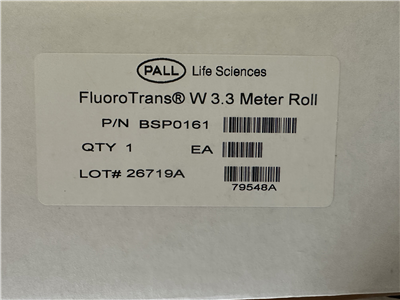 PALL Life Sciences
FluoroTrans® W 3.3 Meter Roll
P/N BSP0161
QTY 1 EA
LOT# 26719A
79548A